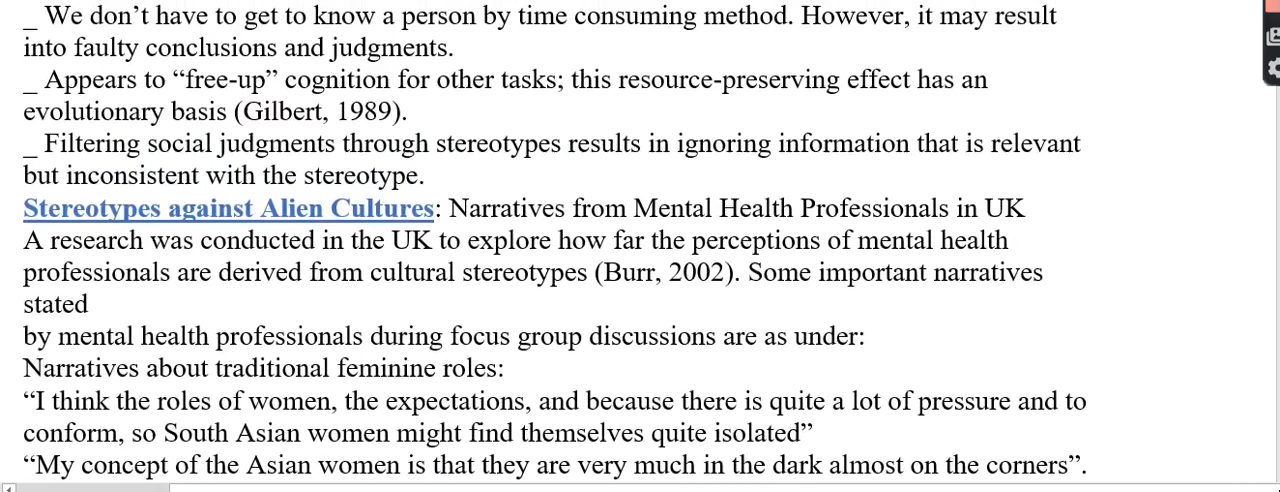 _ We don’t have to get to know a person by time consuming method. However, it may result
into faulty conclusions and judgments.
_ Appears to “free-up” cognition for other tasks; this resource-preserving effect has an
evolutionary basis (Gilbert, 1989).
_ Filtering social judgments through stereotypes results in ignoring information that is relevant
but inconsistent with the stereotype.
Stereotypes against Alien Cultures: Narratives from Mental Health Professionals in UK
A research was conducted in the UK to explore how far the perceptions of mental health
professionals are derived from cultural stereotypes (Burr, 2002). Some important narratives
stated
by mental health professionals during focus group discussions are as under:
Narratives about traditional feminine roles:
“I think the roles of women, the expectations, and because there is quite a lot of pressure and to
conform, so South Asian women might find themselves quite isolated”
“My concept of the Asian women is that they are very much in the dark almost on the corners”.